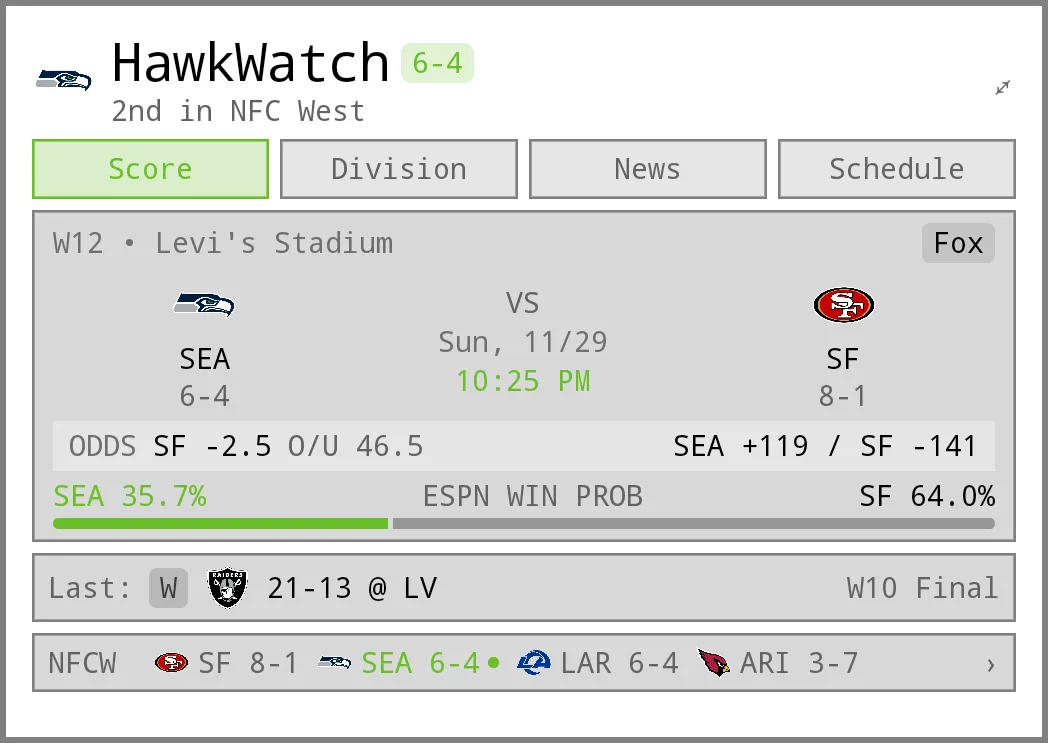 HawkWatch 6-4
2nd in NFC West
Score Division News Schedule
W12 • Levi's Stadium Fox
VS
Sun, 11/29
10:25 PM
SEA
6-4
SF
8-1
ODDS SF -2.5 O/U 46.5 SEA +119 / SF -141
SEA 35.7% ESPN WIN PROB SF 64.0%
Last: W RAIDERS 21-13 @ LV W10 Final
NFCW SF 8-1 SEA 6-4 • LAR 6-4 ARI 3-7 ›